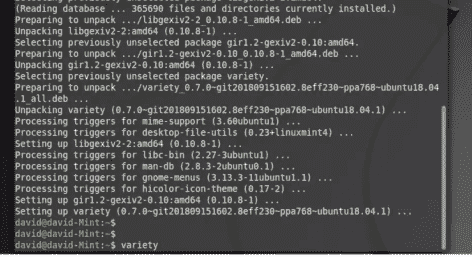 (Reading database ... 365690 files and directories currently installed.)
Preparing to unpack .../libgexiv2-2_0.10.8-1_amd64.deb ...
Unpacking libgexiv2-2:amd64 (0.10.8-1) ...
Selecting previously unselected package gir1.2-gexiv2-0.10:amd64.
Preparing to unpack .../gir1.2-gexiv2-0.10_0.10.8-1_amd64.deb ...
Unpacking gir1.2-gexiv2-0.10:amd64 (0.10.8-1) ...
Selecting previously unselected package variety.
Preparing to unpack .../variety_0.7.0~git201809151602.8eff230~ppa768~ubuntu18.04
.1_all.deb ...
Unpacking variety (0.7.0~git201809151602.8eff230~ppa768~ubuntu18.04.1) ...
Processing triggers for mime-support (3.60ubuntu1) ...
Processing triggers for desktop-file-utils (0.23+linuxmint4) ...
Setting up libgexiv2-2:amd64 (0.10.8-1) ...
Processing triggers for libc-bin (2.27-3ubuntu1) ...
Processing triggers for man-db (2.8.3-2ubuntu0.1) ...
Processing triggers for gnome-menus (3.13.3-11ubuntu1.1) ...
Processing triggers for hicolor-icon-theme (0.17-2) ...
Setting up gir1.2-gexiv2-0.10:amd64 (0.10.8-1) ...
Setting up variety (0.7.0~git201809151602.8eff230~ppa768~ubuntu18.04.1) ...
david@david-Mint:~$
david@david-Mint:~$
david@david-Mint:~$ variety